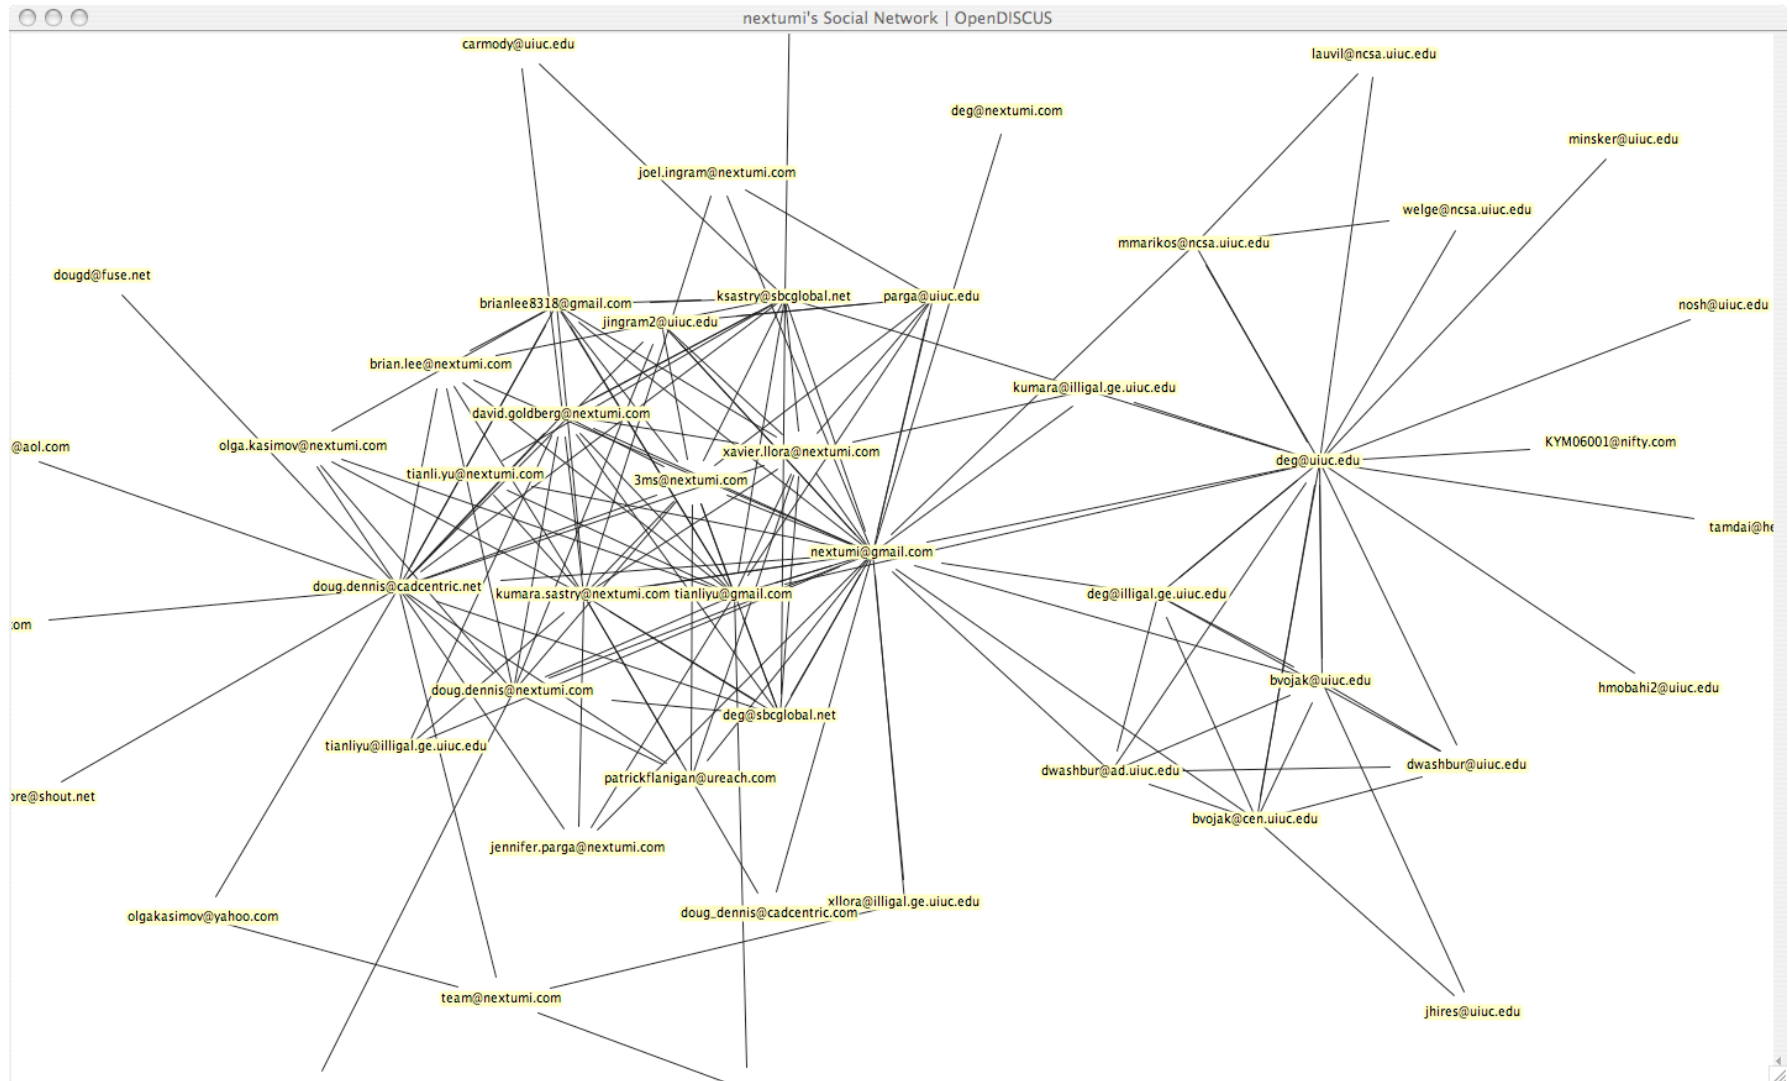 nextumi's Social Network | OpenDISCUS
carmody@uiuc.edu
lauvil@ncsa.uiuc.edu
deg@nextumi.com
minsker@uiuc.edu
joel.ingram@nextumi.com
welge@ncsa.uiuc.edu
mmarikos@ncsa.uiuc.edu
dougd@fuse.net
brianlee8318@gmail.com
ksastry@sbcglobal.net
parga@uiuc.edu
nosh@uiuc.edu
jingram2@uiuc.edu
brian.lee@nextumi.com
kumara@illigal.ge.uiuc.edu
david.goldberg@nextumi.com
@aol.com
olga.kasimov@nextumi.com
xavier.llora@nextumi.com
KYM06001@nifty.com
deg@uiuc.edu
tianli.yu@nextumi.com
3ms@nextumi.com
tamdai@he
nextumi@gmail.com
doug.dennis@cadcentric.net
kumara.sastry@nextumi.com
tianliyu@gmail.com
deg@illigal.ge.uiuc.edu
om
bvojak@uiuc.edu
hmobahi2@uiuc.edu
doug.dennis@nextumi.com
deg@sbcglobal.net
tianliyu@illigal.ge.uiuc.edu
dwashbur@ad.uiuc.edu
dwashbur@uiuc.edu
patrickflanigan@ureach.com
ore@shout.net
bvojak@cen.uiuc.edu
jennifer.parga@nextumi.com
xllora@illigal.ge.uiuc.edu
doug_dennis@cadcentric.com
olgakasimov@yahoo.com
team@nextumi.com
jhires@uiuc.edu